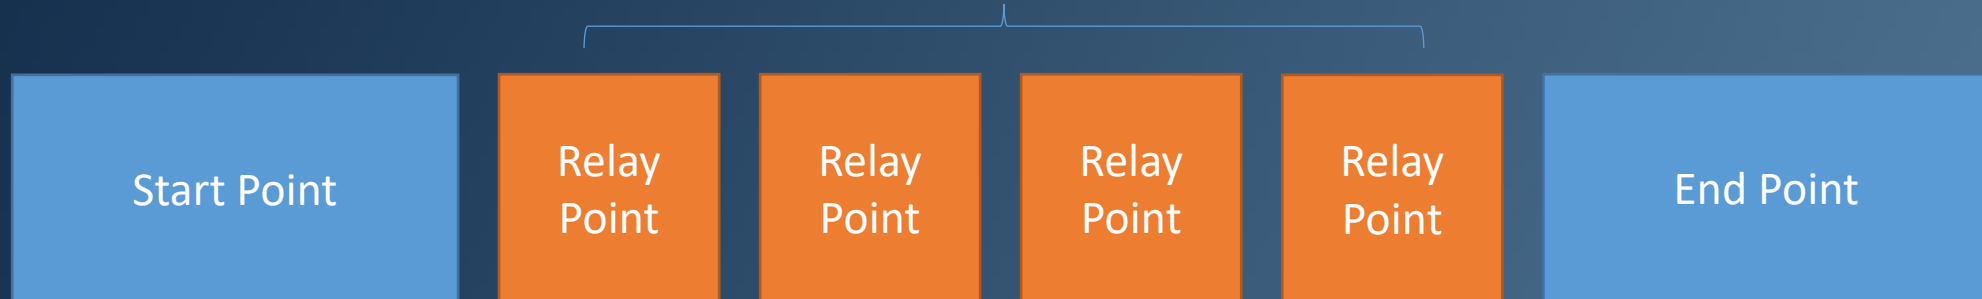 Start Point
Relay
Point
Relay
Point
Relay
Point
Relay
Point
End Point